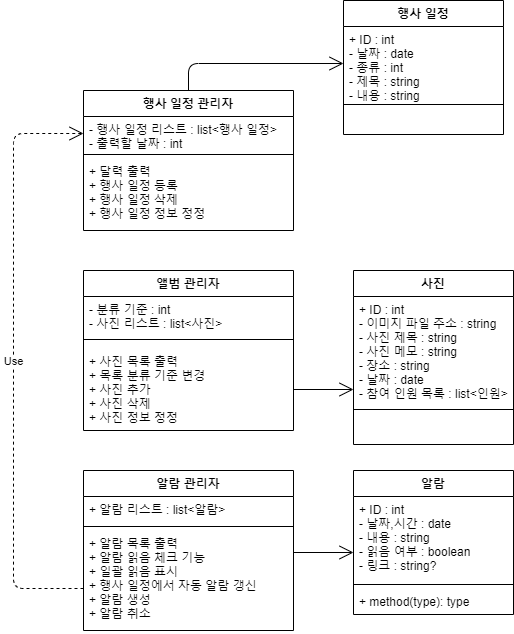 행사 일정
+ ID : int
- 날짜 : date
- 종류 : int
- 제목 : string
- 내용 : string
행사 일정 관리자
- 행사 일정 리스트 : list<행사 일정>
- 출력할 날짜 : int
+ 달력 출력
+ 행사 일정 등록
+ 행사 일정 삭제
+ 행사 일정 정보 정정
앨범 관리자
- 분류 기준 : int
- 사진 리스트 : list<사진>
+ 사진 목록 출력
+ 목록 분류 기준 변경
+ 사진 추가
+ 사진 삭제
+ 사진 정보 정정
사진
+ ID : int
- 이미지 파일 주소 : string
- 사진 제목 : string
- 사진 메모 : string
- 장소 : string
- 날짜 : date
- 참여 인원 목록 : list<인원>
Use
알람 관리자
+ 알람 리스트 : list<알람>
+ 알람 목록 출력
+ 알람 읽음 체크 기능
+ 일괄 읽음 표시
+ 행사 일정에서 자동 알람 갱신
+ 알람 생성
+ 알람 취소
알람
+ ID : int
- 날짜,시간 : date
- 내용 : string
- 읽음 여부 : boolean
- 링크 : string?
+ method(type): type